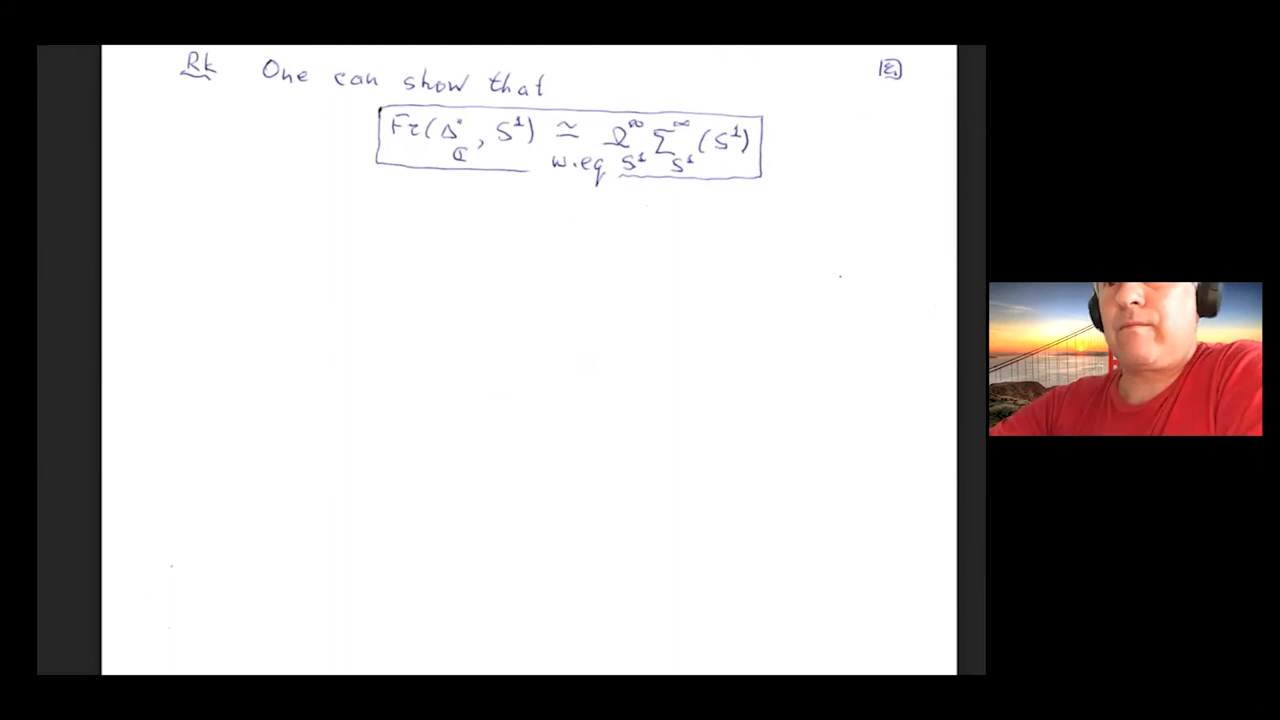 Rk One can show that
Fr(Δ^•_ℂ, S^1) ≃_{w.eq} Ω^∞_{S^1} Σ^∞_{S^1} (S^1)